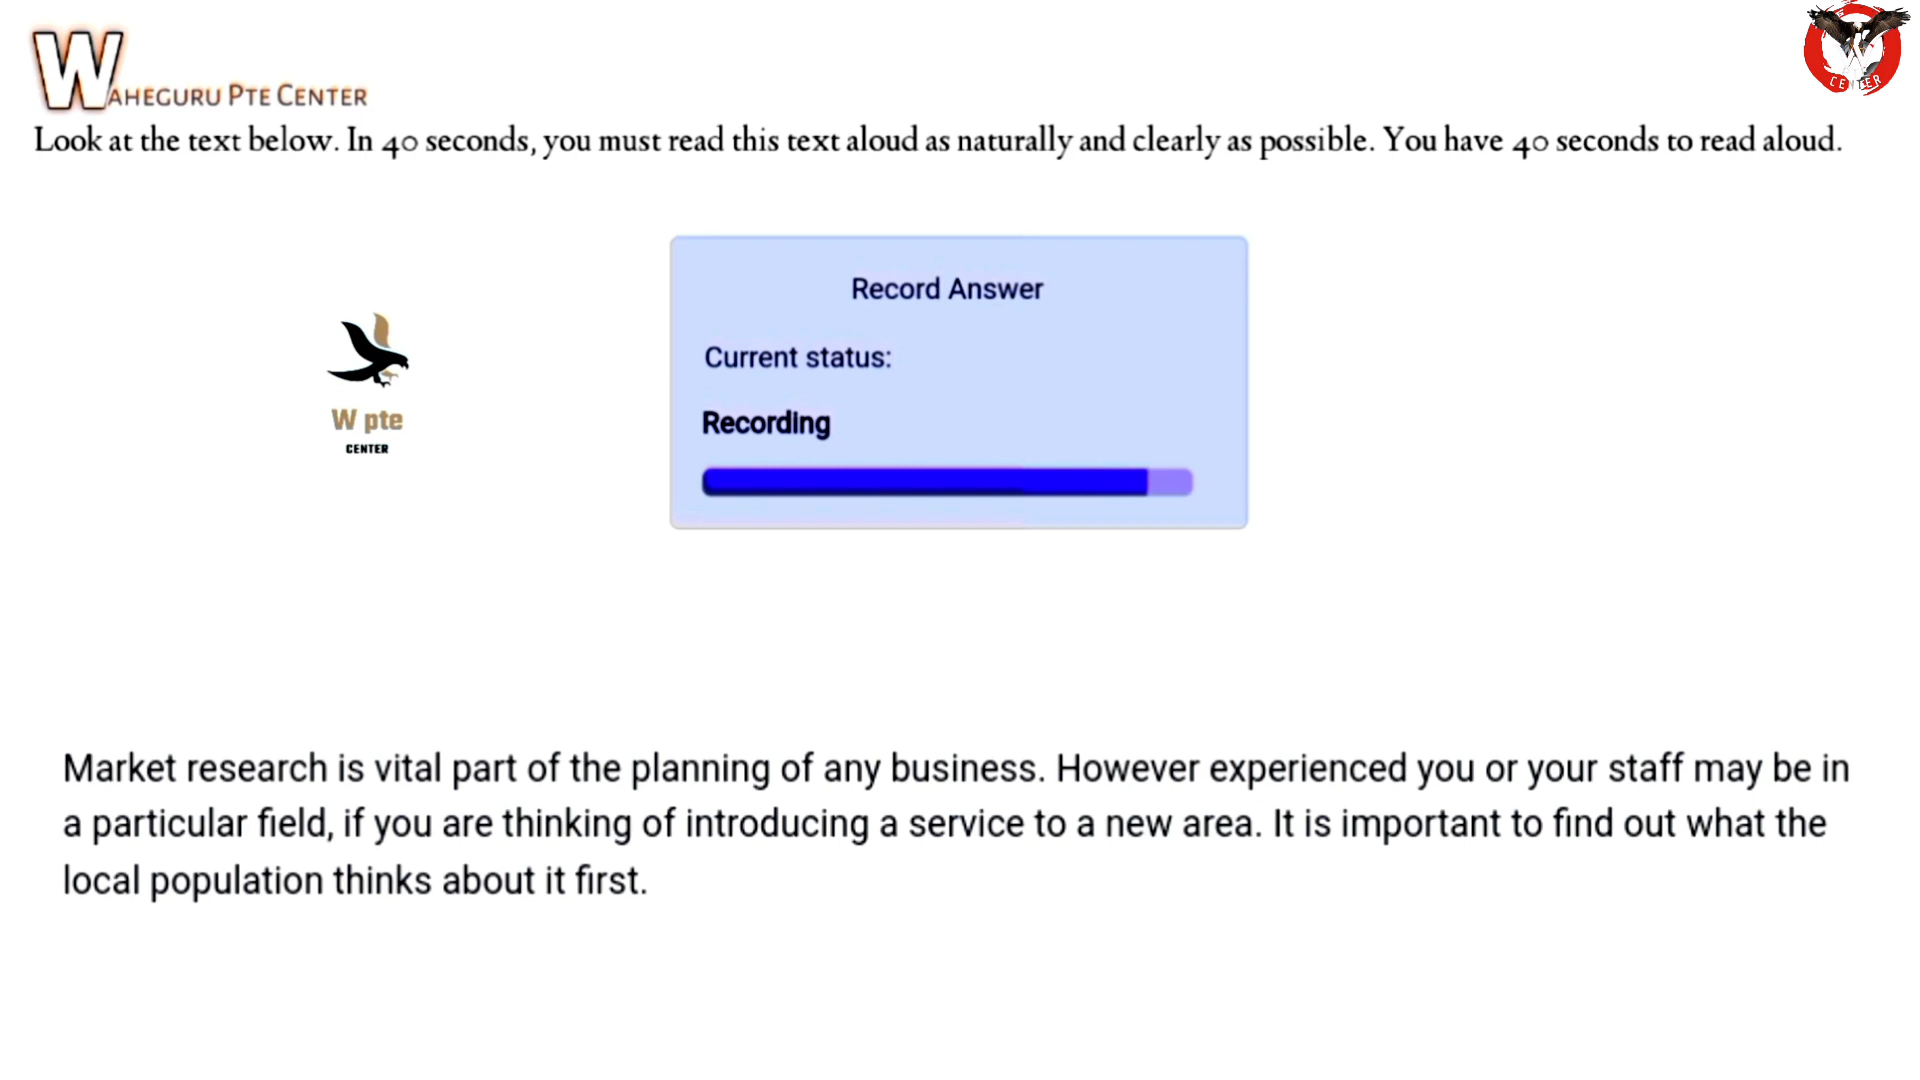 WAHEGURU PTE CENTER
CENTER
Look at the text below. In 40 seconds, you must read this text aloud as naturally and clearly as possible. You have 40 seconds to read aloud.
Record Answer
Current status:
Recording
W pte
CENTER
Market research is vital part of the planning of any business. However experienced you or your staff may be in
a particular field, if you are thinking of introducing a service to a new area. It is important to find out what the
local population thinks about it first.